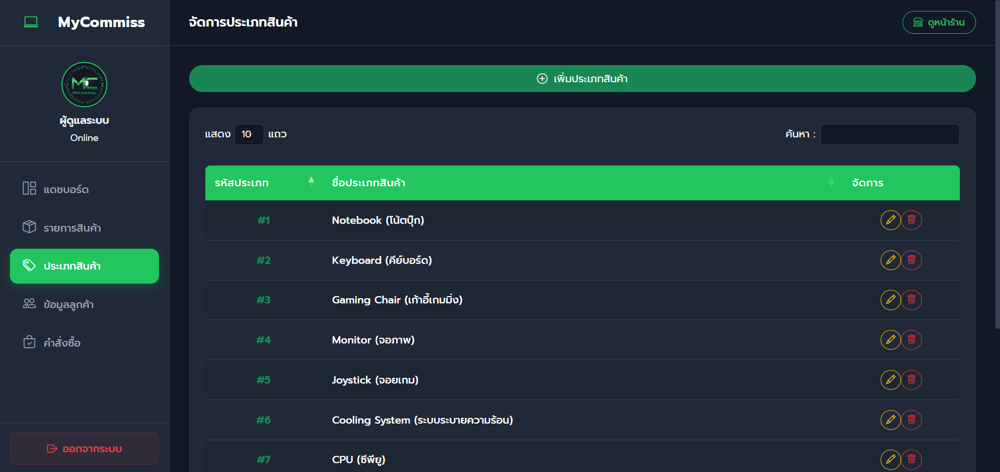 MyCommiss
จัดการประเภทสินค้า
ดูหน้าร้าน
MyCommiss
ผู้ดูแลระบบ
Online
แดชบอร์ด
รายการสินค้า
ประเภทสินค้า
ข้อมูลลูกค้า
คำสั่งซื้อ
ออกจากระบบ
เพิ่มประเภทสินค้า
แสดง 10 แถว
ค้นหา :
รหัสประเภท ชื่อประเภทสินค้า จัดการ
#1 Notebook (โน้ตบุ๊ก)
#2 Keyboard (คีย์บอร์ด)
#3 Gaming Chair (เก้าอี้เกมมิ่ง)
#4 Monitor (จอภาพ)
#5 Joystick (จอยเกม)
#6 Cooling System (ระบบระบายความร้อน)
#7 CPU (ซีพียู)